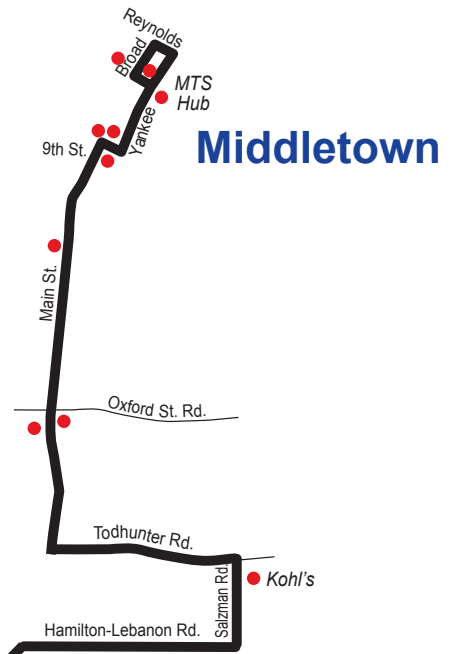 Reynolds
Broad
MTS
Hub
Yankee
9th St.
Middletown
Main St.
Oxford St. Rd.
Todhunter Rd.
Salzman Rd.
Kohl's
Hamilton-Lebanon Rd.